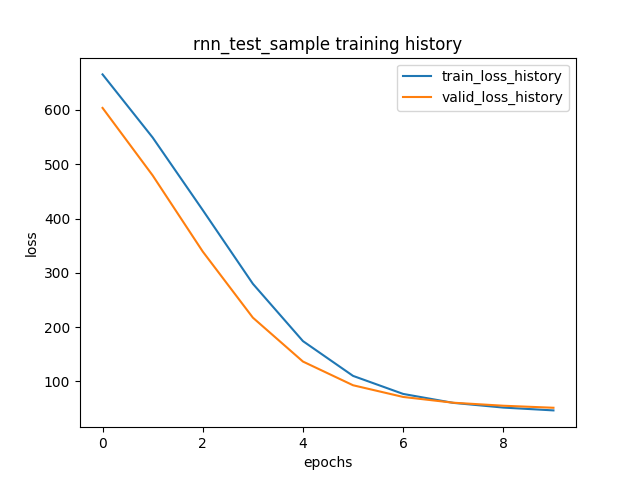 rnn_test_sample training history
train_loss_history
valid_loss_history
600
500
400
300
200
100
loss
0 2 4 6 8
epochs